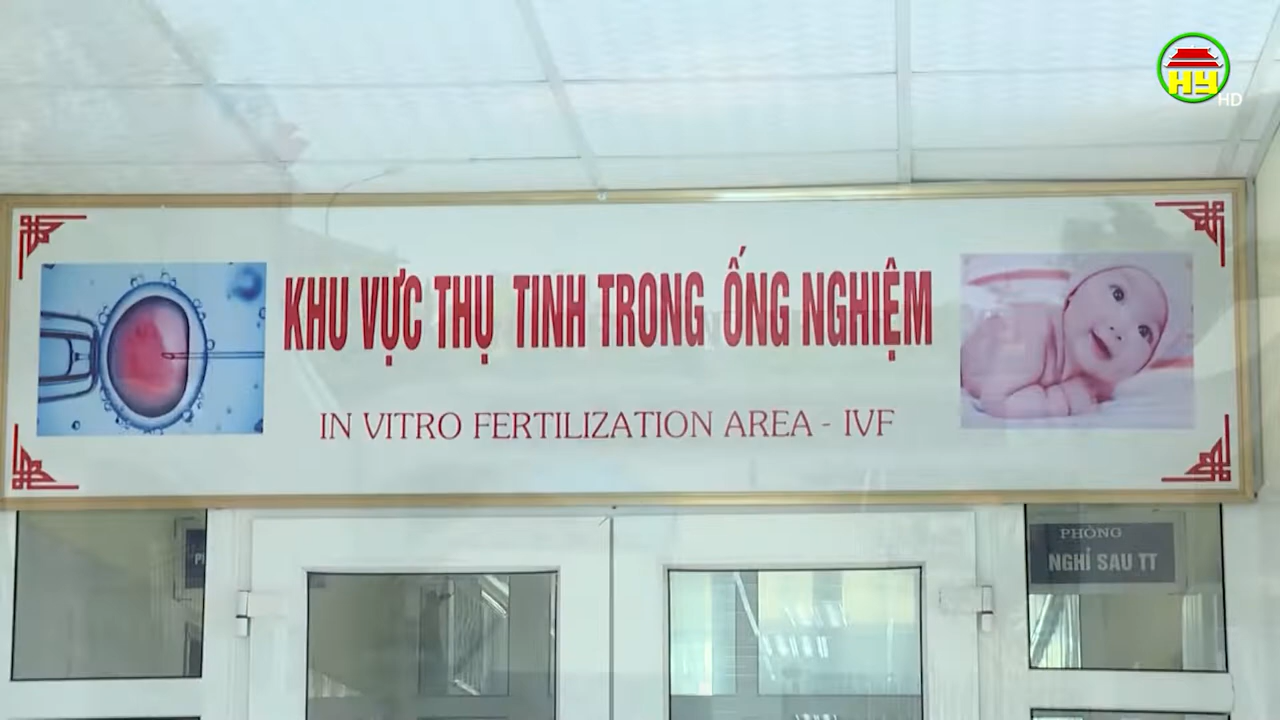 HY
HD
KHU VỰC THỤ TINH TRONG ỐNG NGHIỆM
IN VITRO FERTILIZATION AREA - IVF
PHÒNG
NGHỈ SAU TT